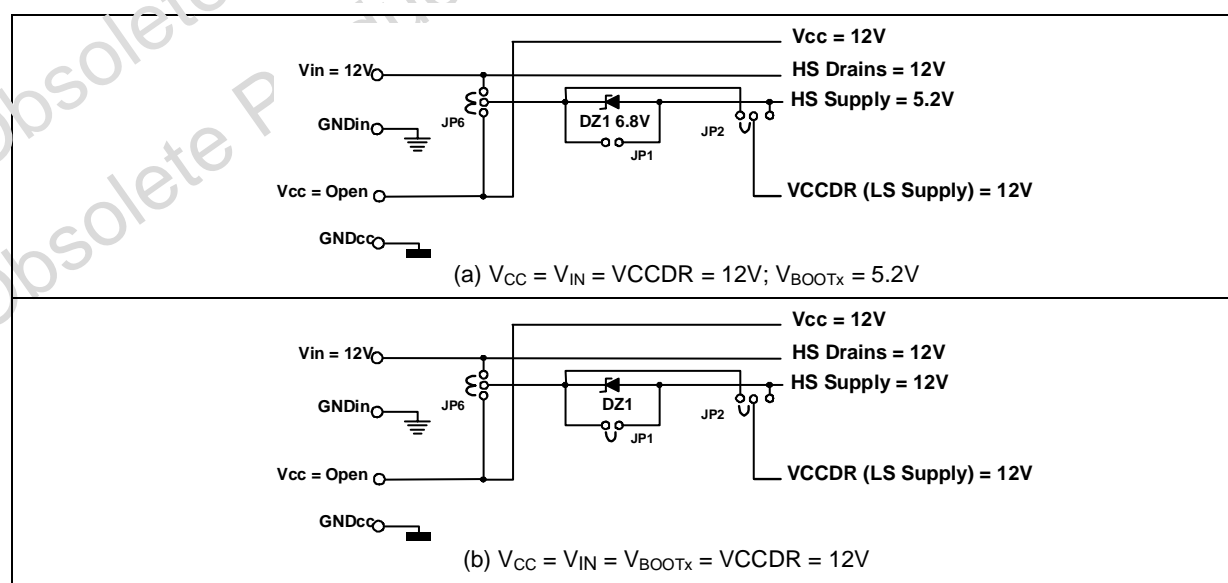 Obsolete P
Obsolete
Vcc = 12V
Vin = 12V
HS Drains = 12V
HS Supply = 5.2V
JP6
DZ1 6.8V
JP2
GNDin
JP1
Vcc = Open
VCCDR (LS Supply) = 12V
GNDcc
(a) VCC = VIN = VCCDR = 12V; VBOOTx = 5.2V
Vcc = 12V
Vin = 12V
HS Drains = 12V
HS Supply = 12V
JP6
DZ1
JP2
GNDin
JP1
Vcc = Open
VCCDR (LS Supply) = 12V
GNDcc
(b) VCC = VIN = VBOOTx = VCCDR = 12V